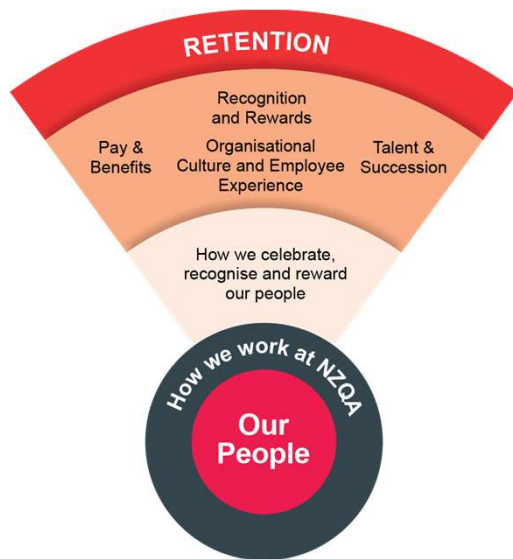 RETENTION
Recognition
and Rewards
Pay &
Benefits
Organisational
Culture and Employee
Experience
Talent &
Succession
How we celebrate,
recognise and reward
our people
How we work at NZQA
Our
People